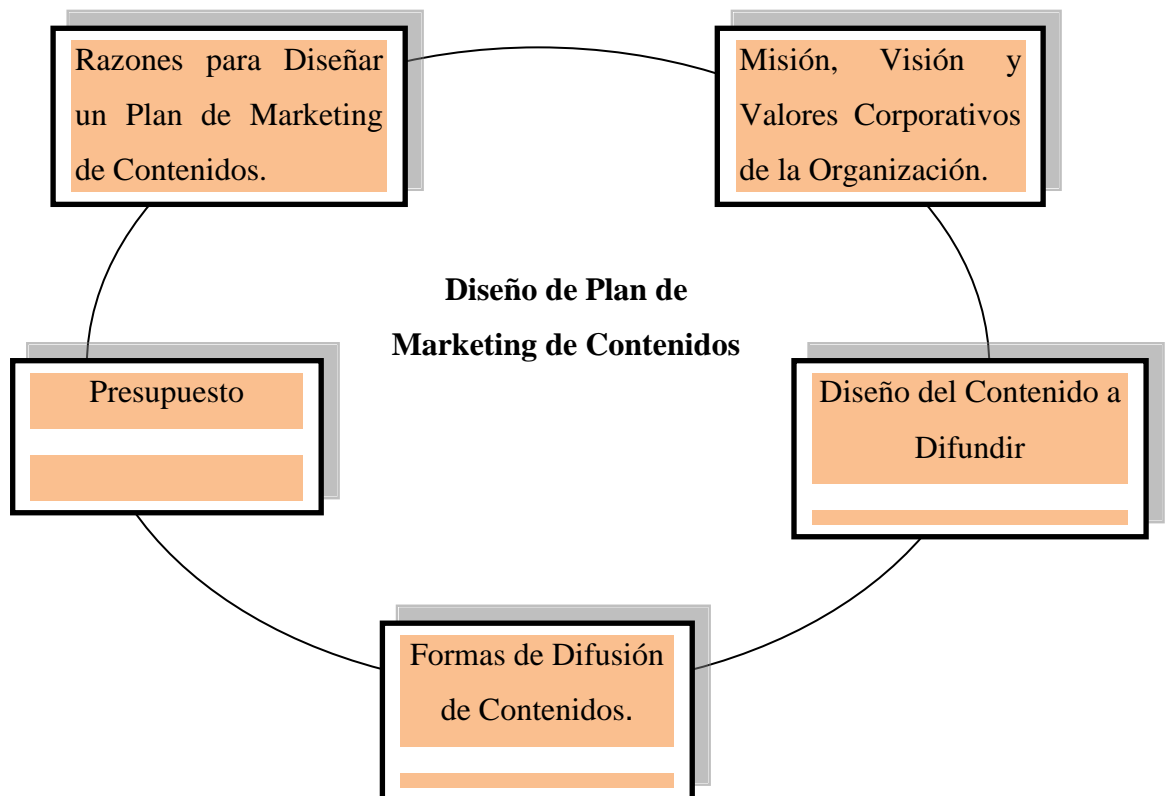 Razones para Diseñar
un Plan de Marketing
de Contenidos.
Misión, Visión y
Valores Corporativos
de la Organización.
Diseño de Plan de
Marketing de Contenidos
Presupuesto
Diseño del Contenido a
Difundir
Formas de Difusión
de Contenidos.